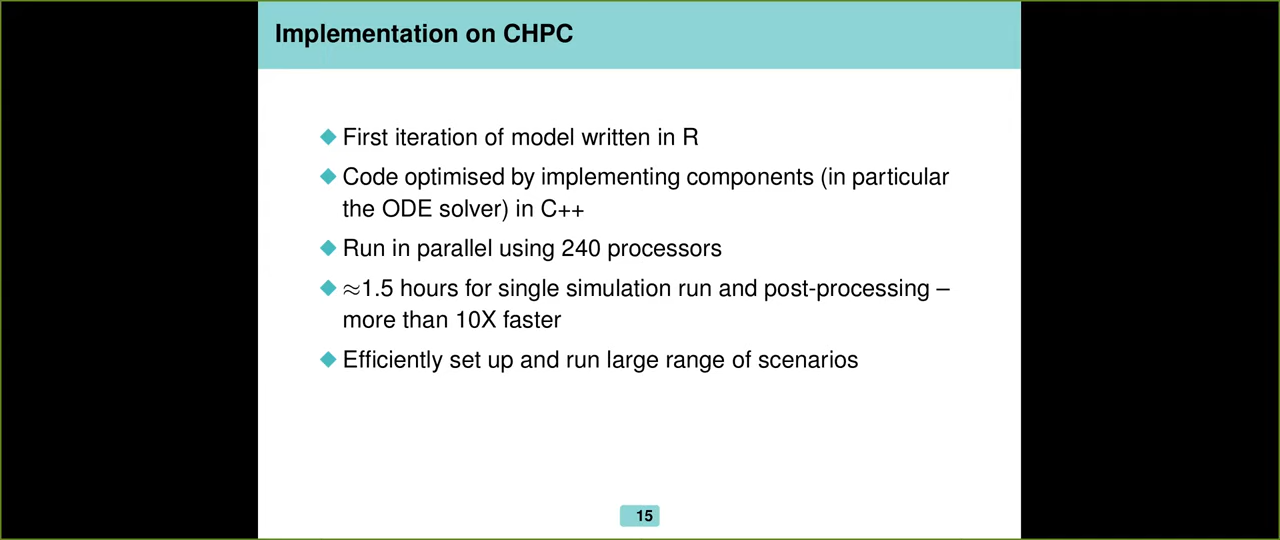 Implementation on CHPC
First iteration of model written in R
Code optimised by implementing components (in particular
the ODE solver) in C++
Run in parallel using 240 processors
≈1.5 hours for single simulation run and post-processing –
more than 10X faster
Efficiently set up and run large range of scenarios
15